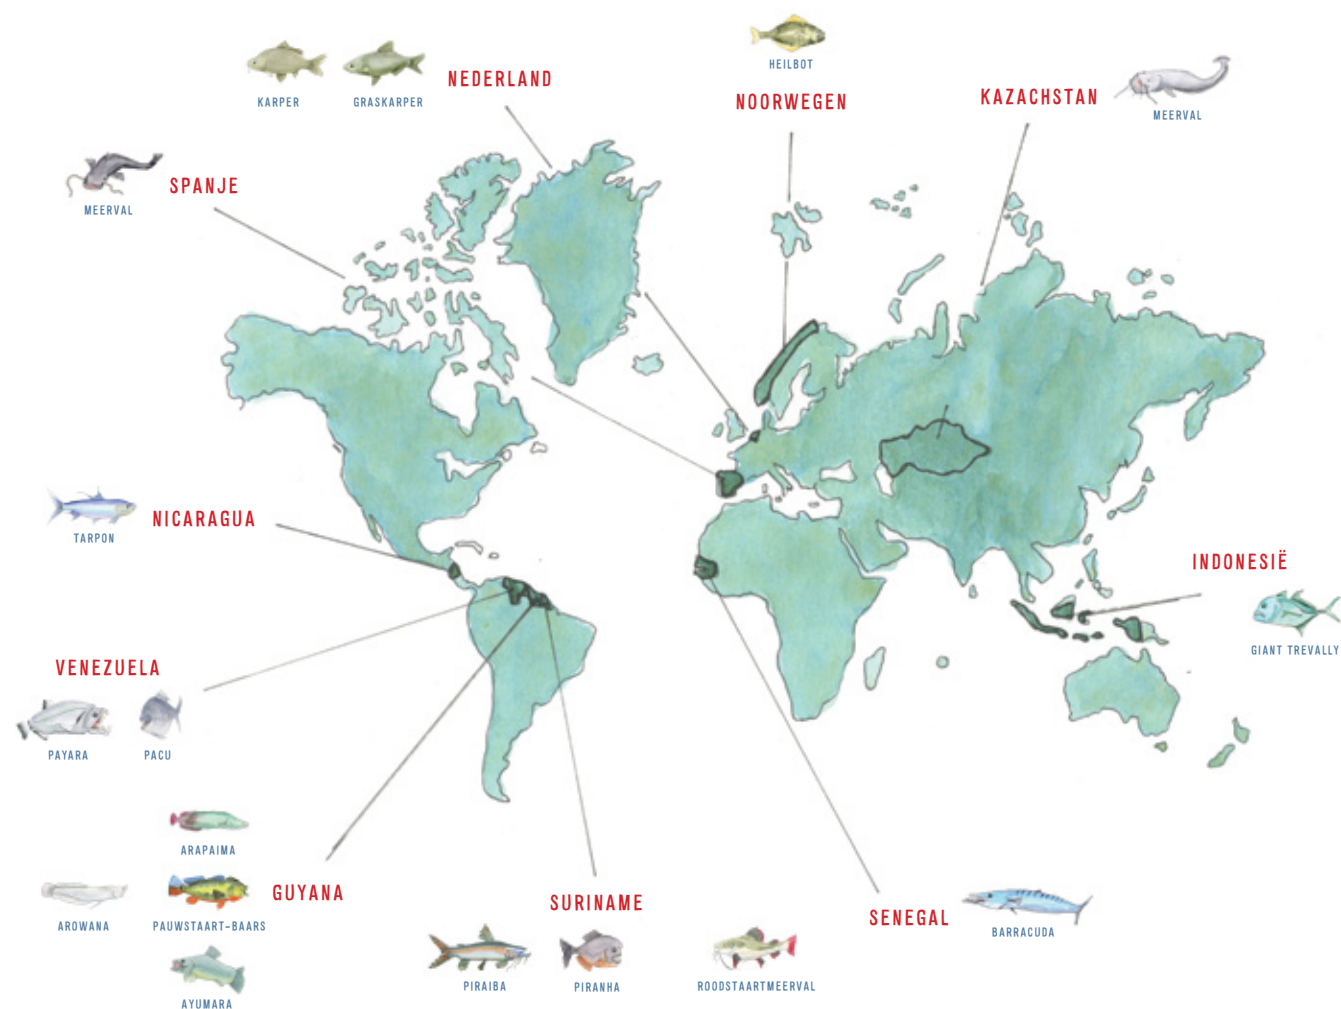 HEILBOT
NEDERLAND
KARPER
GRASKARPER
NOORWEGEN
KAZACHSTAN
MEERVAL
SPANJE
MEERVAL
NICARAGUA
TARPON
INDONESIË
GIANT TREVALLY
VENEZUELA
PAYARA
PACU
ARAPAIMA
GUYANA
AROWANA
PAUWSTAART-BAARS
AYUMARA
SURINAME
PIRAIBA
PIRANHA
ROODSTAARTMEERVAL
SENEGAL
BARRACUDA